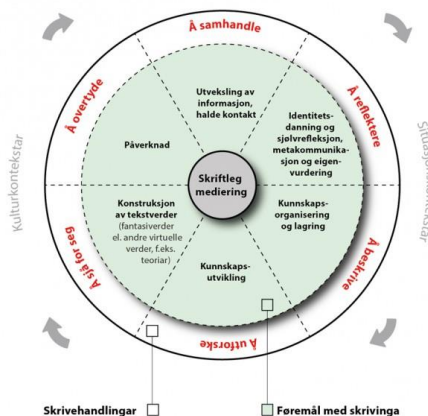 Å samhandle
Å overtyde
Å reflektere
Utveksling av
informasjon,
halde kontakt
Påverknad
Identitets-
danning og
sjølvrefleksjon,
metakommunika-
sjon og eigen-
vurdering
Kulturkontekstar
Skriftleg
mediering
Konstruksjon
av tekstverder
(fantasiverder
el. andre virtuelle
verder, f.eks.
teoriar)
Kunnskaps-
organisering
og lagring
Kunnskaps-
utvikling
Å sjå for seg
Å beskrive
Å utforske
Skrivehandlingar
Føremål med skrivinga